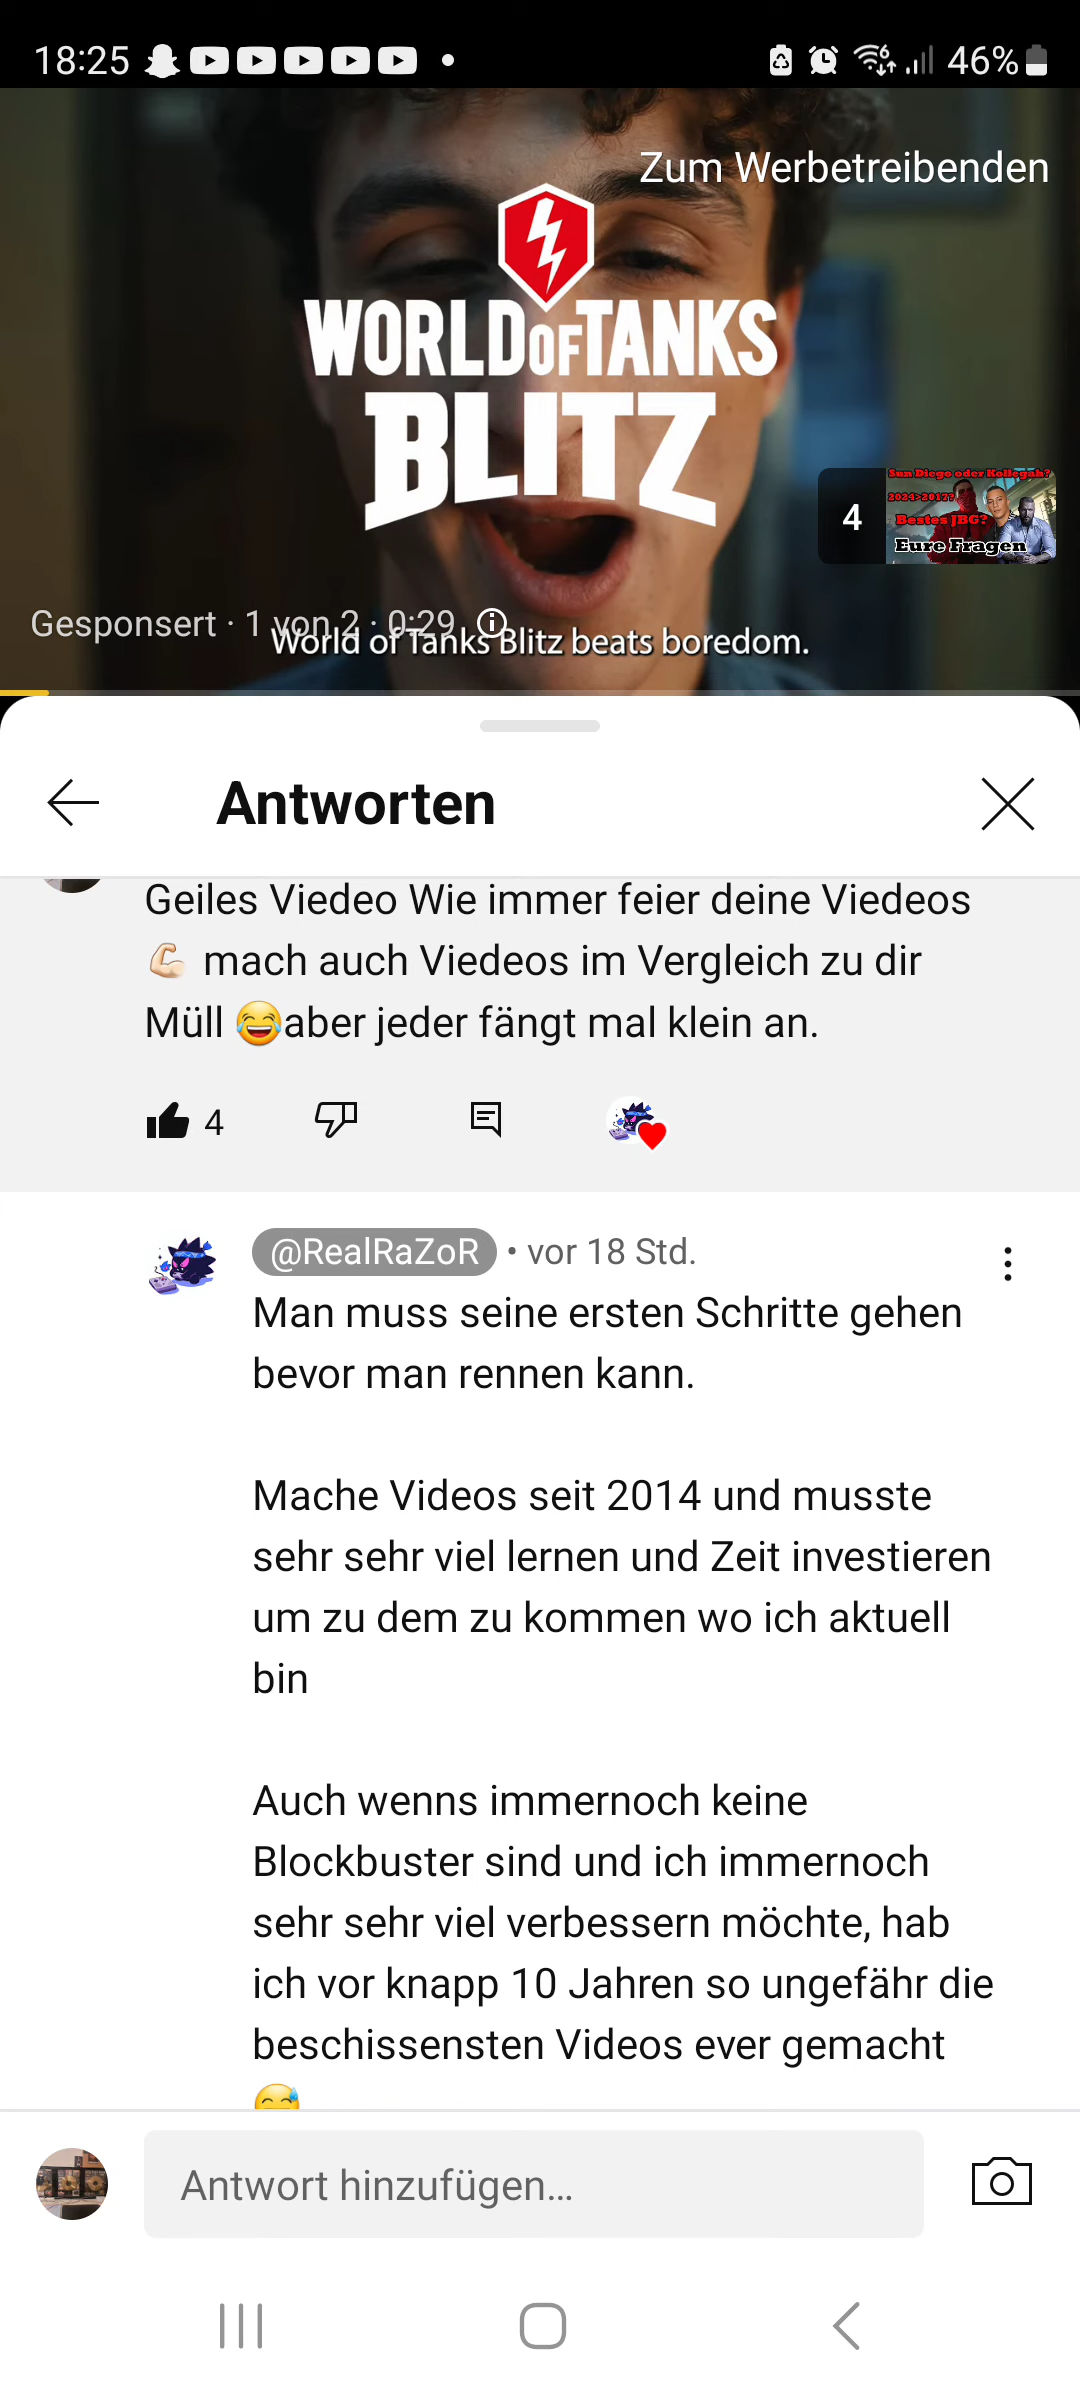 18:25
46%
Zum Werbetreibenden
WORLD OF TANKS
BLITZ
4
Sun Diego oder Kollegah?
2024>2017?
Bestes JBG?
Eure Fragen
Gesponsert · 1 von 2 · 0:29
World of Tanks Blitz beats boredom.
Antworten
Geiles Viedeo Wie immer feier deine Viedeos
💪🏻 mach auch Viedeos im Vergleich zu dir
Müll 😂aber jeder fängt mal klein an.
4
@RealRaZoR • vor 18 Std.
Man muss seine ersten Schritte gehen
bevor man rennen kann.
Mache Videos seit 2014 und musste
sehr sehr viel lernen und Zeit investieren
um zu dem zu kommen wo ich aktuell
bin
Auch wenns immernoch keine
Blockbuster sind und ich immernoch
sehr sehr viel verbessern möchte, hab
ich vor knapp 10 Jahren so ungefähr die
beschissensten Videos ever gemacht
😅
Antwort hinzufügen...